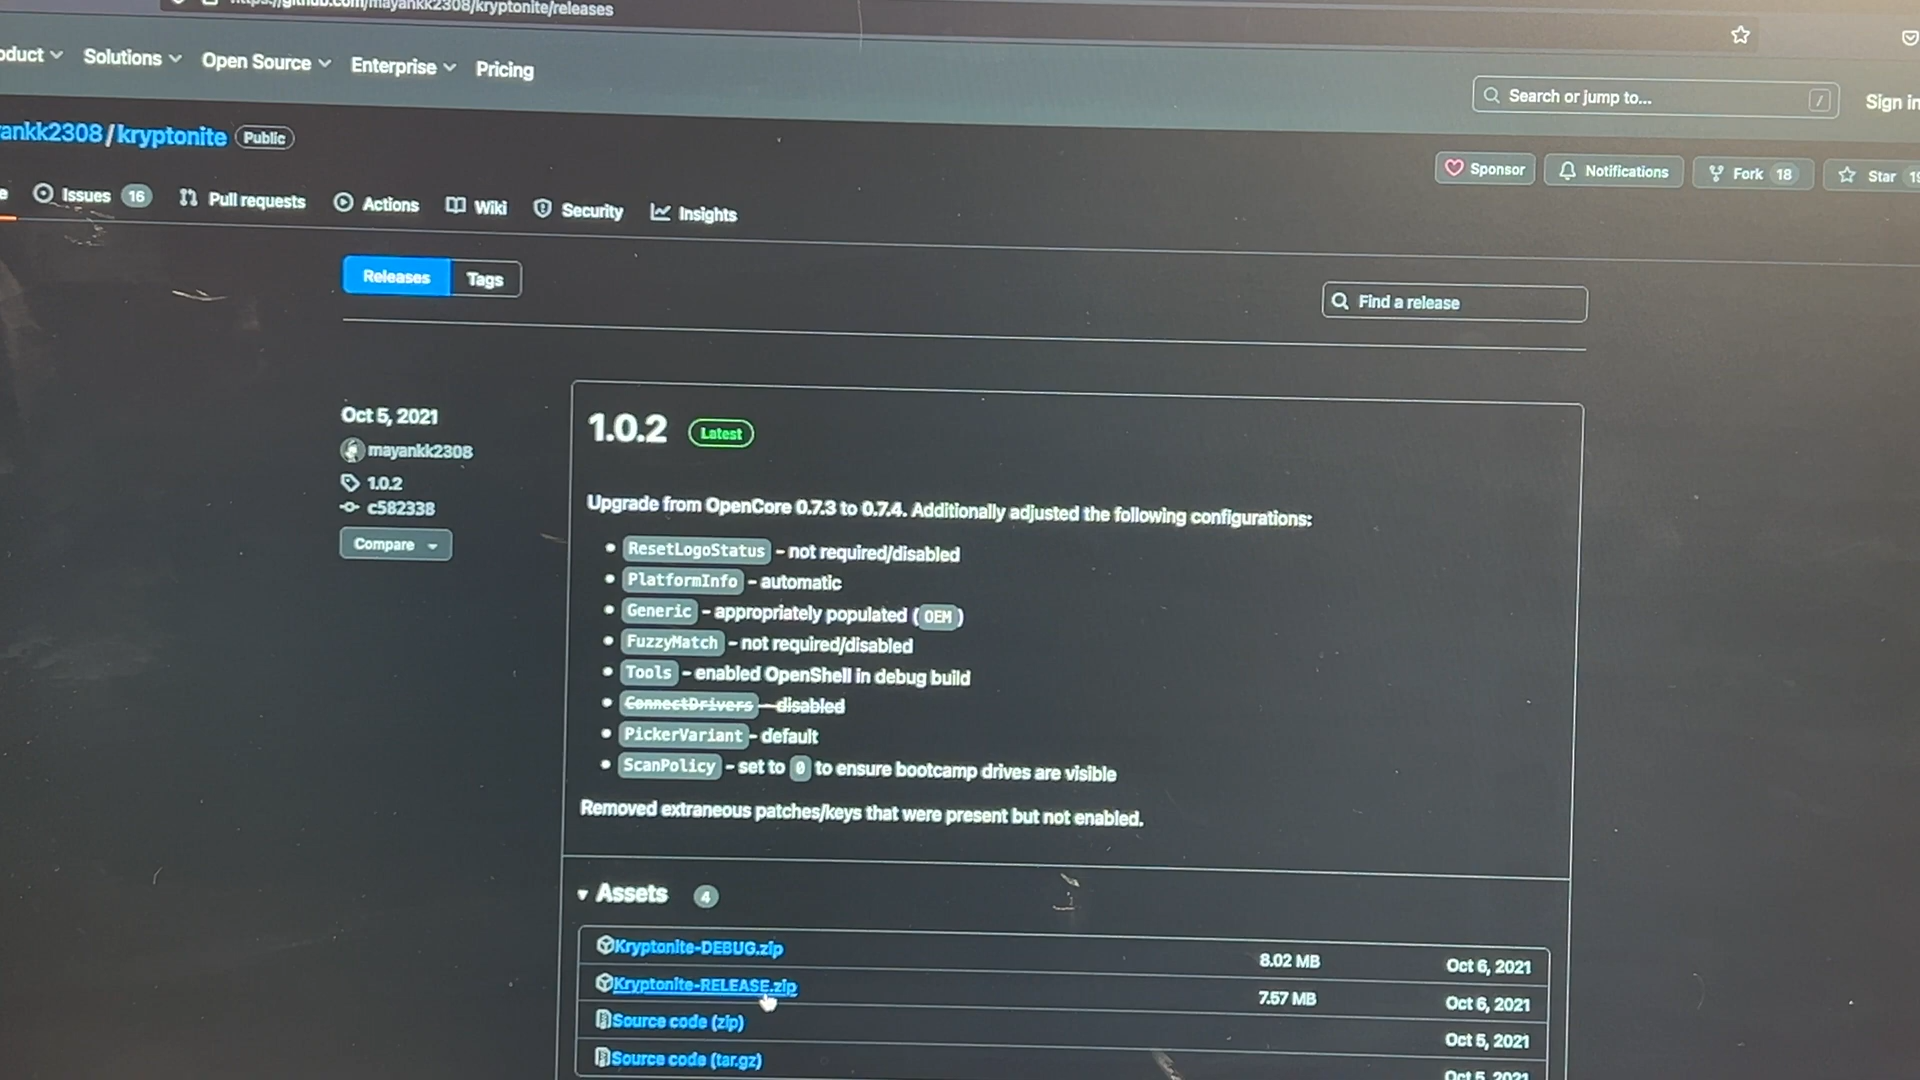 https://github.com/mayankk2308/kryptonite/releases
oduct Solutions Open Source Enterprise Pricing
Search or jump to... /
Sign in
ankk2308/kryptonite Public
Sponsor Notifications Fork 18 Star
Issues 16 Pull requests Actions Wiki Security Insights
Releases Tags
Find a release
Oct 5, 2021
mayankk2308
1.0.2
c582338
Compare
1.0.2 Latest
Upgrade from OpenCore 0.7.3 to 0.7.4. Additionally adjusted the following configurations:
ResetLogoStatus - not required/disabled
PlatformInfo - automatic
Generic - appropriately populated (OEM)
FuzzyMatch - not required/disabled
Tools - enabled OpenShell in debug build
ConnectDrivers - disabled
PickerVariant - default
ScanPolicy - set to 0 to ensure bootcamp drives are visible
Removed extraneous patches/keys that were present but not enabled.
Assets 4
Kryptonite-DEBUG.zip 8.02 MB Oct 6, 2021
Kryptonite-RELEASE.zip 7.57 MB Oct 6, 2021
Source code (zip) Oct 5, 2021
Source code (tar.gz) Oct 5, 2021